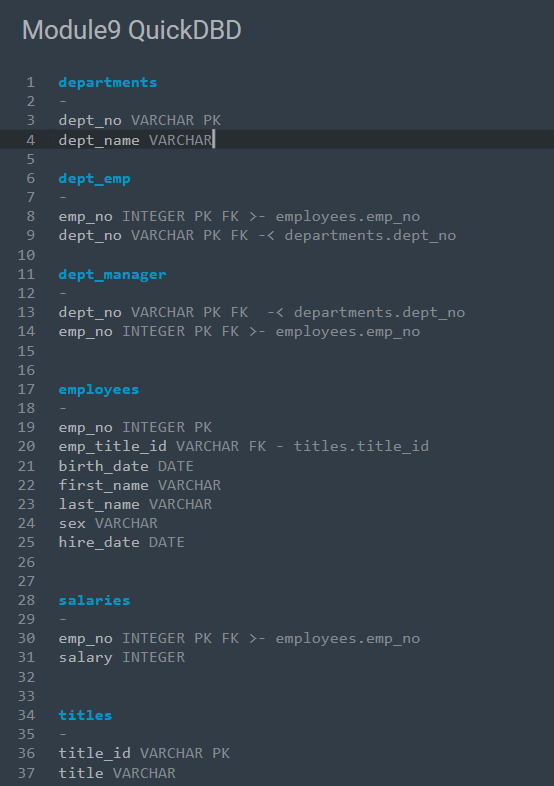 Module9 QuickDBD
1 departments
2 -
3 dept_no VARCHAR PK
4 dept_name VARCHAR
5
6 dept_emp
7 -
8 emp_no INTEGER PK FK >- employees.emp_no
9 dept_no VARCHAR PK FK -< departments.dept_no
10
11 dept_manager
12 -
13 dept_no VARCHAR PK FK  -< departments.dept_no
14 emp_no INTEGER PK FK >- employees.emp_no
15
16
17 employees
18 -
19 emp_no INTEGER PK
20 emp_title_id VARCHAR FK - titles.title_id
21 birth_date DATE
22 first_name VARCHAR
23 last_name VARCHAR
24 sex VARCHAR
25 hire_date DATE
26
27
28 salaries
29 -
30 emp_no INTEGER PK FK >- employees.emp_no
31 salary INTEGER
32
33
34 titles
35 -
36 title_id VARCHAR PK
37 title VARCHAR